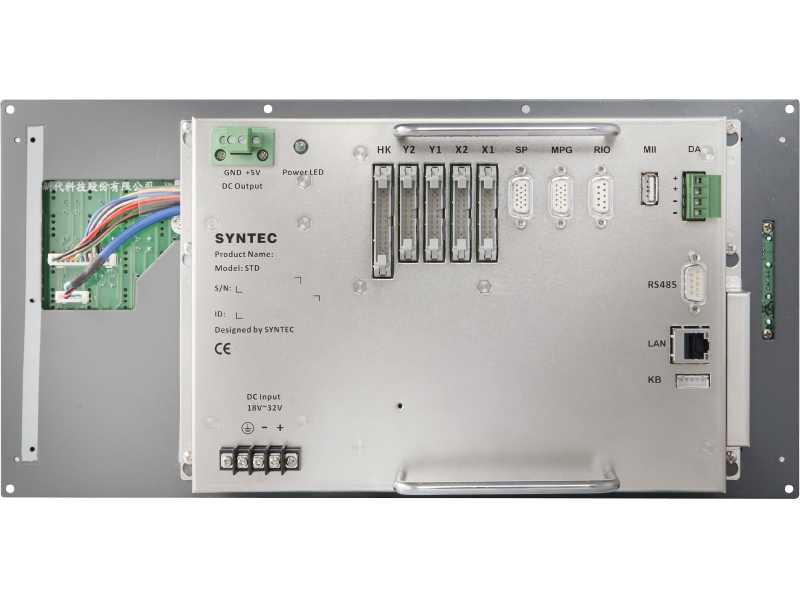 新代科技股份有限公司
GND +5V
DC Output
Power LED
HK Y2 Y1 X2 X1 SP MPG RIO MII DA
+
-
SYNTEC
Product Name:
Model: STD
S/N:
ID:
Designed by SYNTEC
CE
RS485
LAN
KB
DC Input
18V~32V
- +